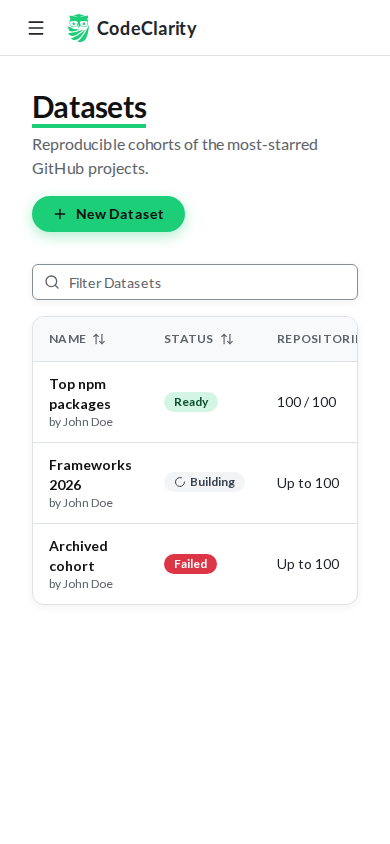 CodeClarity
Datasets
Reproducible cohorts of the most-starred
GitHub projects.
New Dataset
Filter Datasets
NAME STATUS
Top npm
packages
by John Doe
Ready
100 / 100
Frameworks
2026
by John Doe
Building
Up to 100
Archived
cohort
by John Doe
Failed
Up to 100